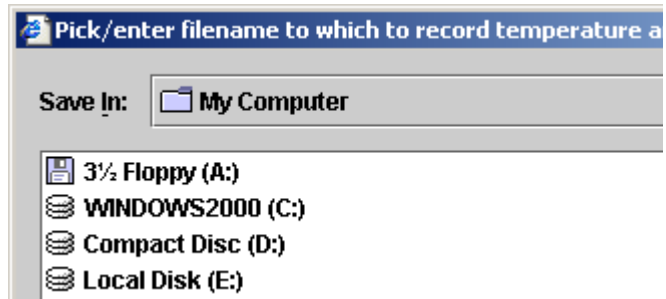 Pick/enter filename to which to record temperature a
Save In: My Computer
3½ Floppy (A:)
WINDOWS2000 (C:)
Compact Disc (D:)
Local Disk (E:)